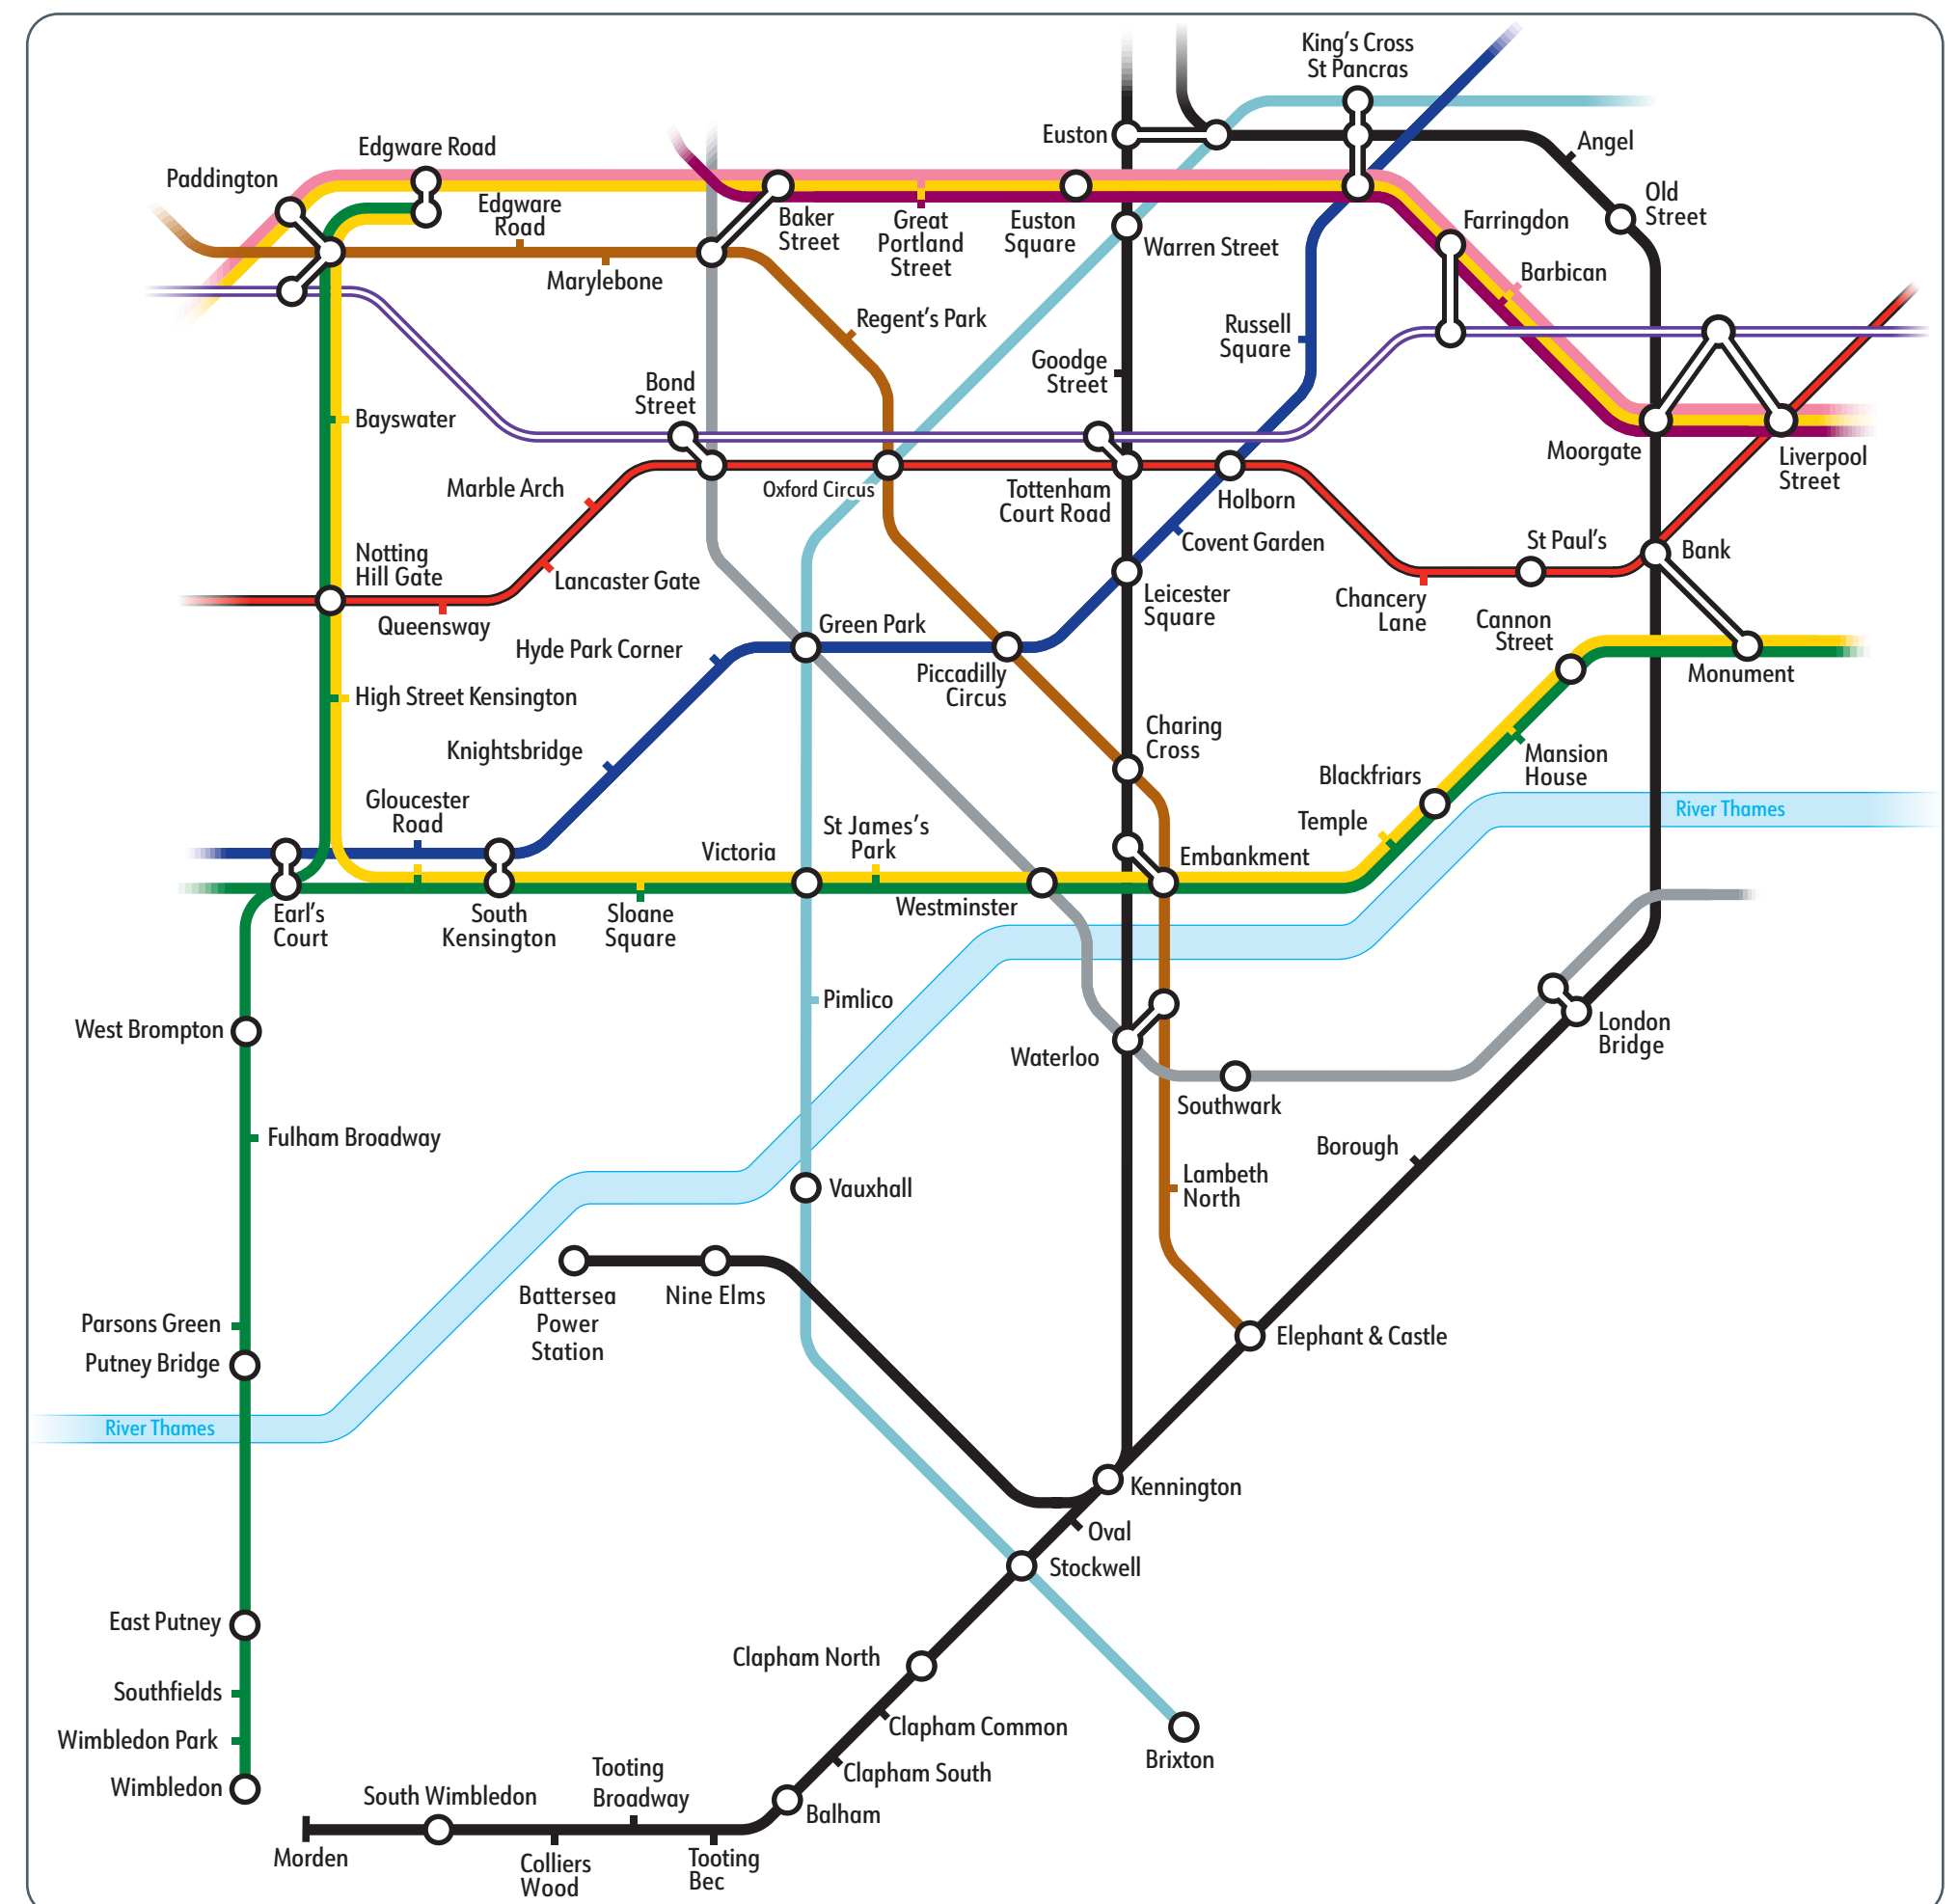 King's Cross
St Pancras
Euston
Angel
Edgware Road
Paddington
Old
Street
Edgware
Road
Baker
Street
Great
Portland
Street
Euston
Square
Warren Street
Farringdon
Barbican
Marylebone
Regent's Park
Russell
Square
Goodge
Street
Bond
Street
Bayswater
Moorgate
Liverpool
Street
Marble Arch
Oxford Circus
Tottenham
Court Road
Holborn
Covent Garden
St Paul's
Bank
Notting
Hill Gate
Lancaster Gate
Queensway
Leicester
Square
Chancery
Lane
Cannon
Street
Green Park
Hyde Park Corner
Piccadilly
Circus
Monument
High Street Kensington
Knightsbridge
Charing
Cross
Mansion
House
Blackfriars
River Thames
Temple
Gloucester
Road
St James's
Park
Victoria
Embankment
Westminster
Earl's
Court
South
Kensington
Sloane
Square
Pimlico
West Brompton
Waterloo
London
Bridge
Southwark
Fulham Broadway
Borough
Vauxhall
Lambeth
North
Battersea
Power
Station
Nine Elms
Parsons Green
Putney Bridge
Elephant & Castle
River Thames
Kennington
Oval
Stockwell
East Putney
Clapham North
Southfields
Wimbledon Park
Clapham Common
Brixton
Clapham South
Wimbledon
Tooting
Broadway
South Wimbledon
Balham
Morden
Colliers
Wood
Tooting
Bec